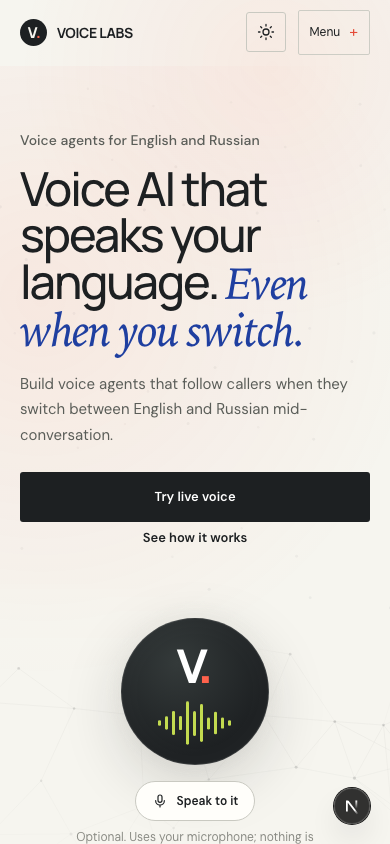 V. VOICE LABS
Menu +
Voice agents for English and Russian
Voice AI that
speaks your
language. Even
when you switch.
Build voice agents that follow callers when they
switch between English and Russian mid-
conversation.
Try live voice
See how it works
V.
Speak to it
N
Optional. Uses your microphone; nothing is